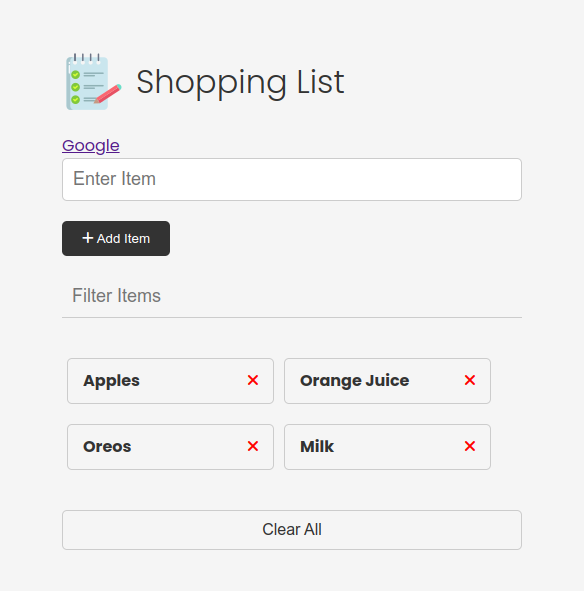 Shopping List
Google
Enter Item
+ Add Item
Filter Items
Apples
Orange Juice
Oreos
Milk
Clear All